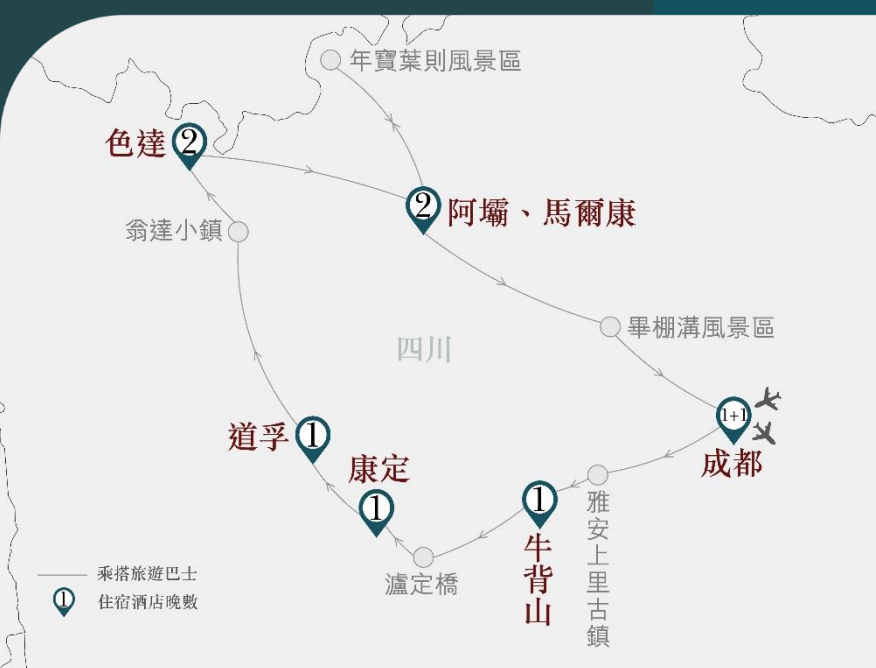 年寶葉則風景區
色達
2
2
阿壩、馬爾康
翁達小鎮
畢棚溝風景區
四川
1+1
成都
道孚
1
康定
1
1
牛背山
雅安上里古鎮
瀘定橋
乘搭旅遊巴士
1
住宿酒店晚數